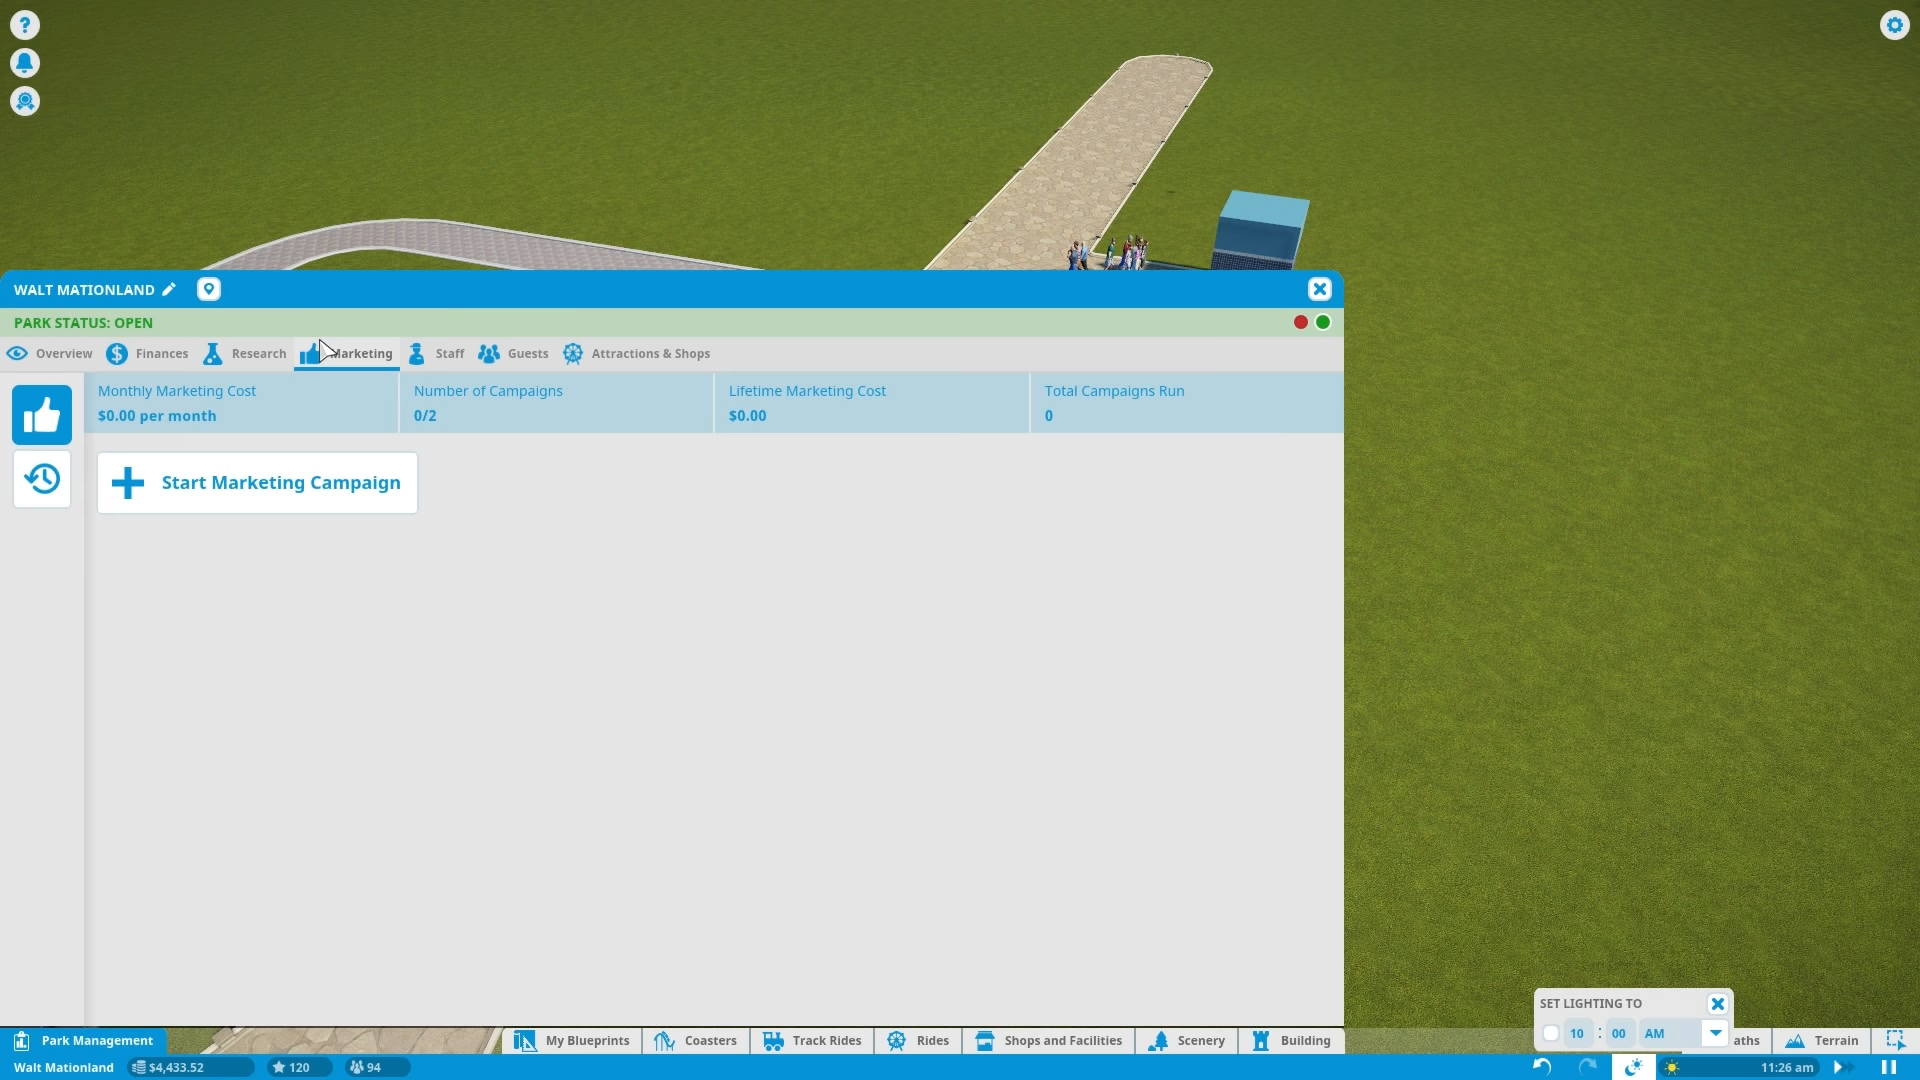 ?
WALT MATIONLAND
PARK STATUS: OPEN
Overview
Finances
Research
Marketing
Staff
Guests
Attractions & Shops
Monthly Marketing Cost
$0.00 per month
Number of Campaigns
0/2
Lifetime Marketing Cost
$0.00
Total Campaigns Run
0
Start Marketing Campaign
SET LIGHTING TO
10 : 00 AM
Park Management
My Blueprints
Coasters
Track Rides
Rides
Shops and Facilities
Scenery
Building
aths
Terrain
Walt Mationland
$4,433.52
120
94
11:26 am